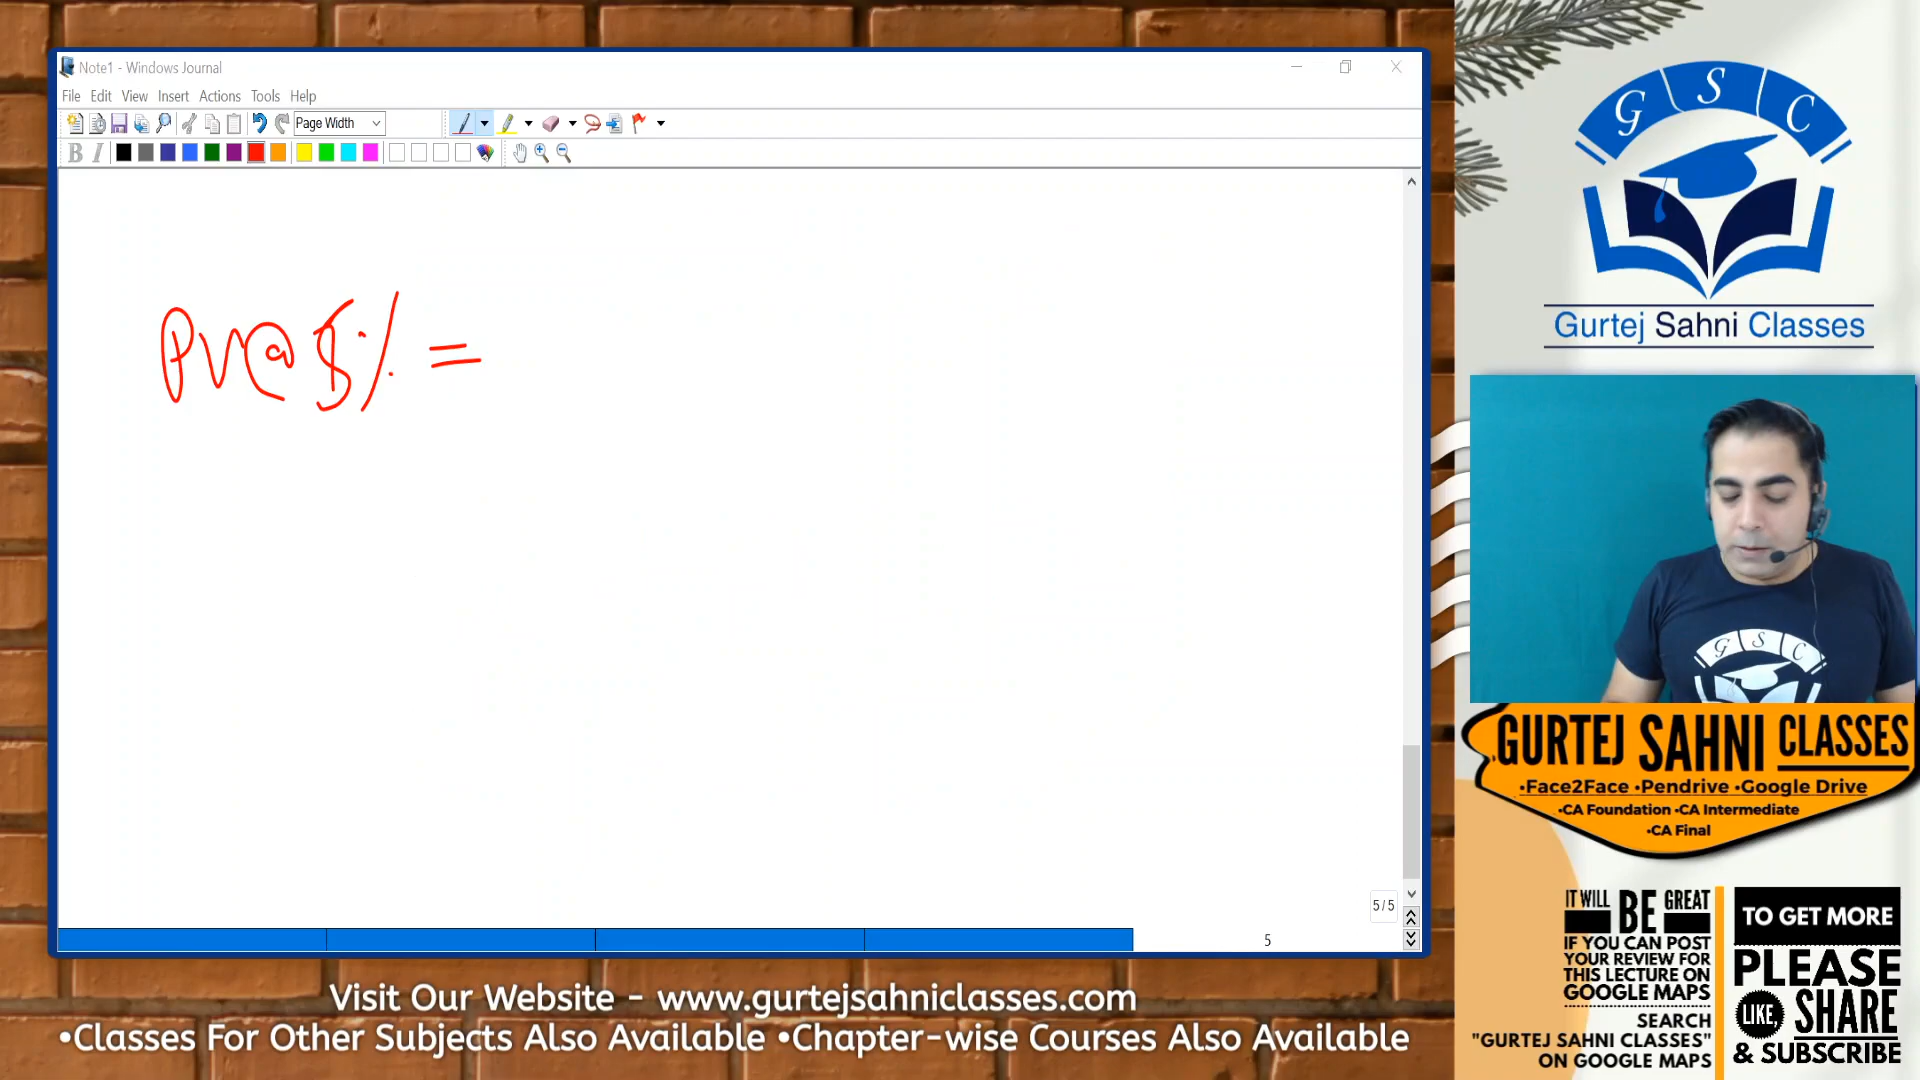 Note1 - Windows Journal
File Edit View Insert Actions Tools Help
Page Width
B I
PV@ 8% =
5/5
5
G S C
Gurtej Sahni Classes
G S C
GURTEJ SAHNI CLASSES
•Face2Face •Pendrive •Google Drive
•CA Foundation •CA Intermediate
•CA Final
IT WILL BE GREAT
IF YOU CAN POST
YOUR REVIEW FOR
THIS LECTURE ON
GOOGLE MAPS
SEARCH
"GURTEJ SAHNI CLASSES"
ON GOOGLE MAPS
TO GET MORE
PLEASE
LIKE, SHARE
& SUBSCRIBE
Visit Our Website - www.gurtejsahniclasses.com
•Classes For Other Subjects Also Available •Chapter-wise Courses Also Available